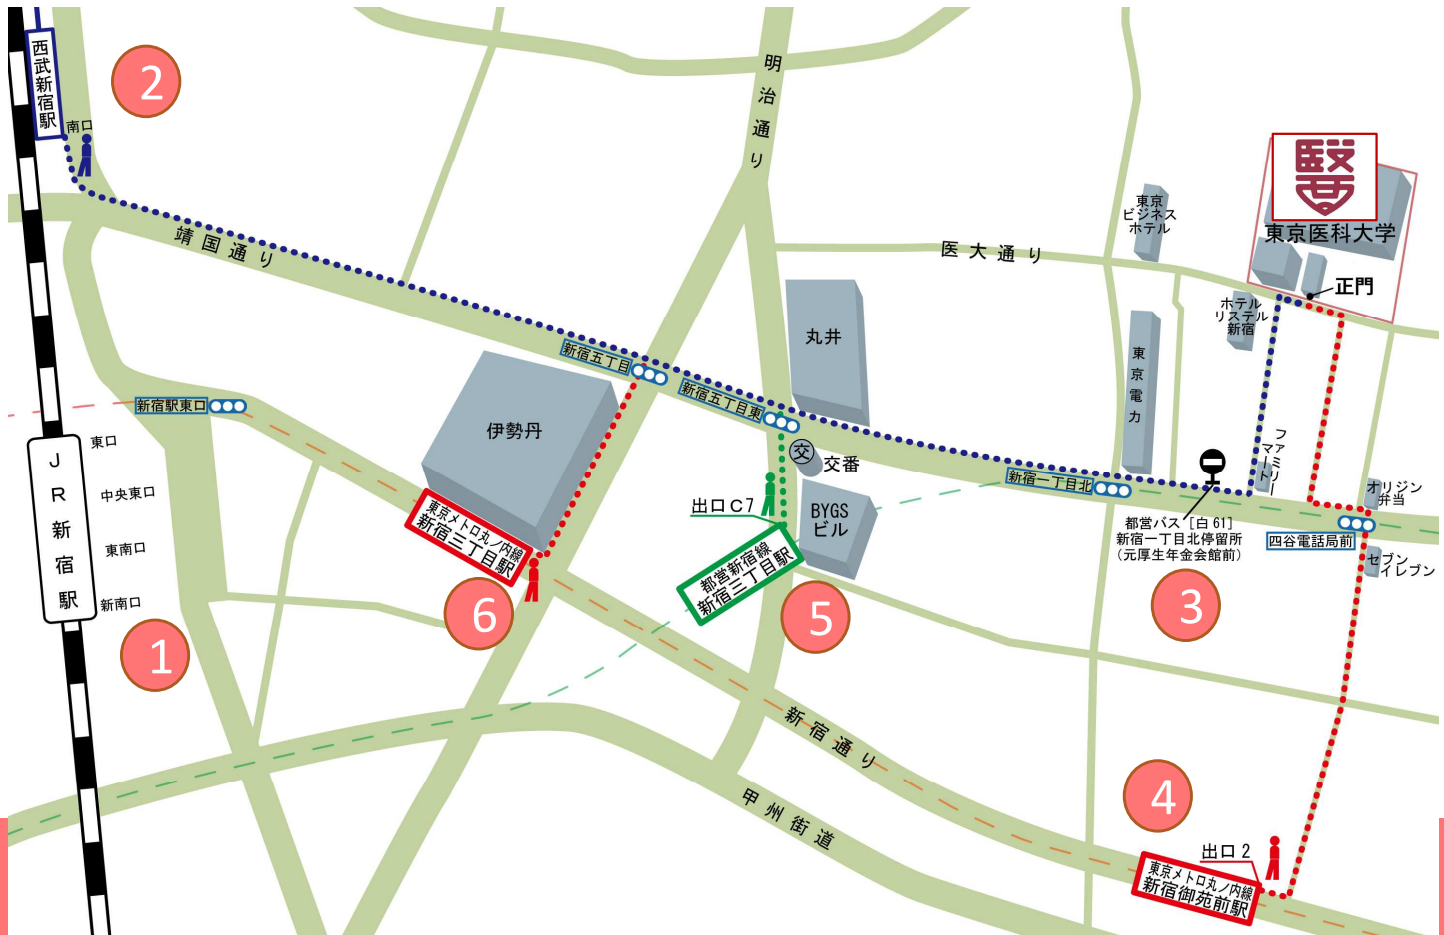 西武新宿駅
2
南口
明治通り
靖国通り
東京
ビジネス
ホテル
医大通り
東京医科大学
正門
ホテル
リステル
新宿
丸井
東京電力
新宿五丁目
新宿五丁目東
新宿駅東口
伊勢丹
交
交番
ファミリー
マート
JR新宿駅
東口
中央東口
東南口
新南口
1
東京メトロ丸ノ内線
新宿三丁目駅
6
出口C7
BYGS
ビル
都営新宿線
新宿三丁目駅
5
新宿一丁目北
都営バス[白61]
新宿一丁目北停留所
(元厚生年金会館前)
3
オリジン
弁当
四谷電話局前
セブン
イレブン
新宿通り
甲州街道
4
出口2
東京メトロ丸ノ内線
新宿御苑前駅